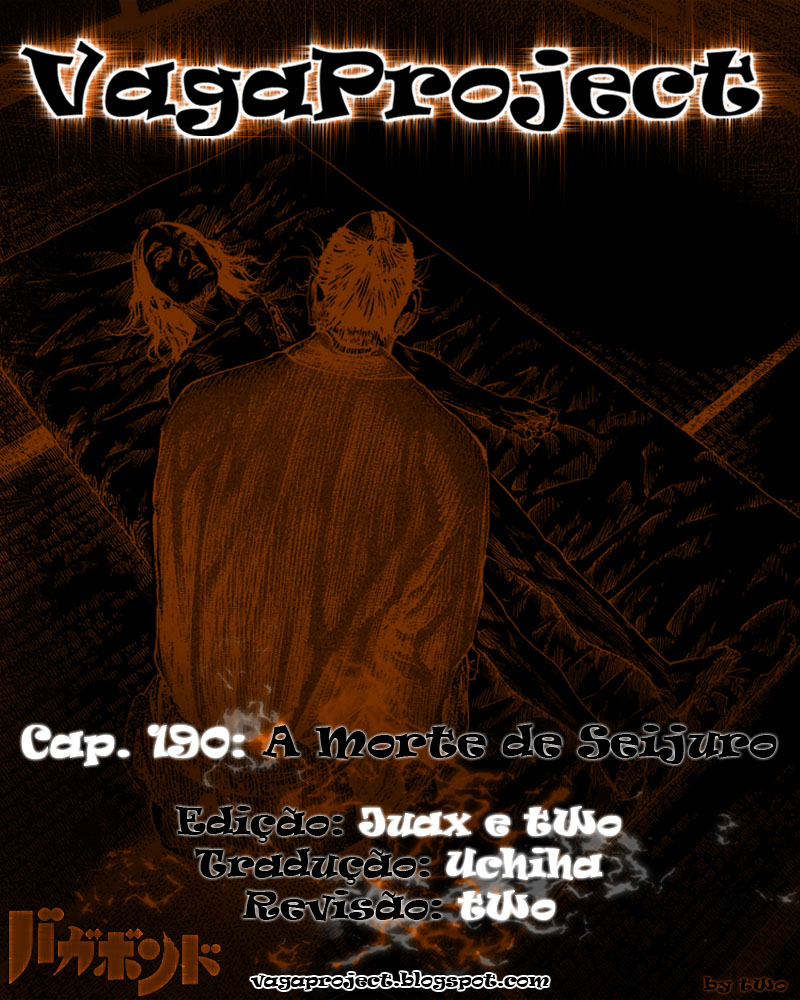 VagaProject
Cap. 190: A Morte de Seijuro
Edição: Juax e tWo
Tradução: Uchiha
Revisão: tWo
バガボンド
vagaproject.blogspot.com
by tWo